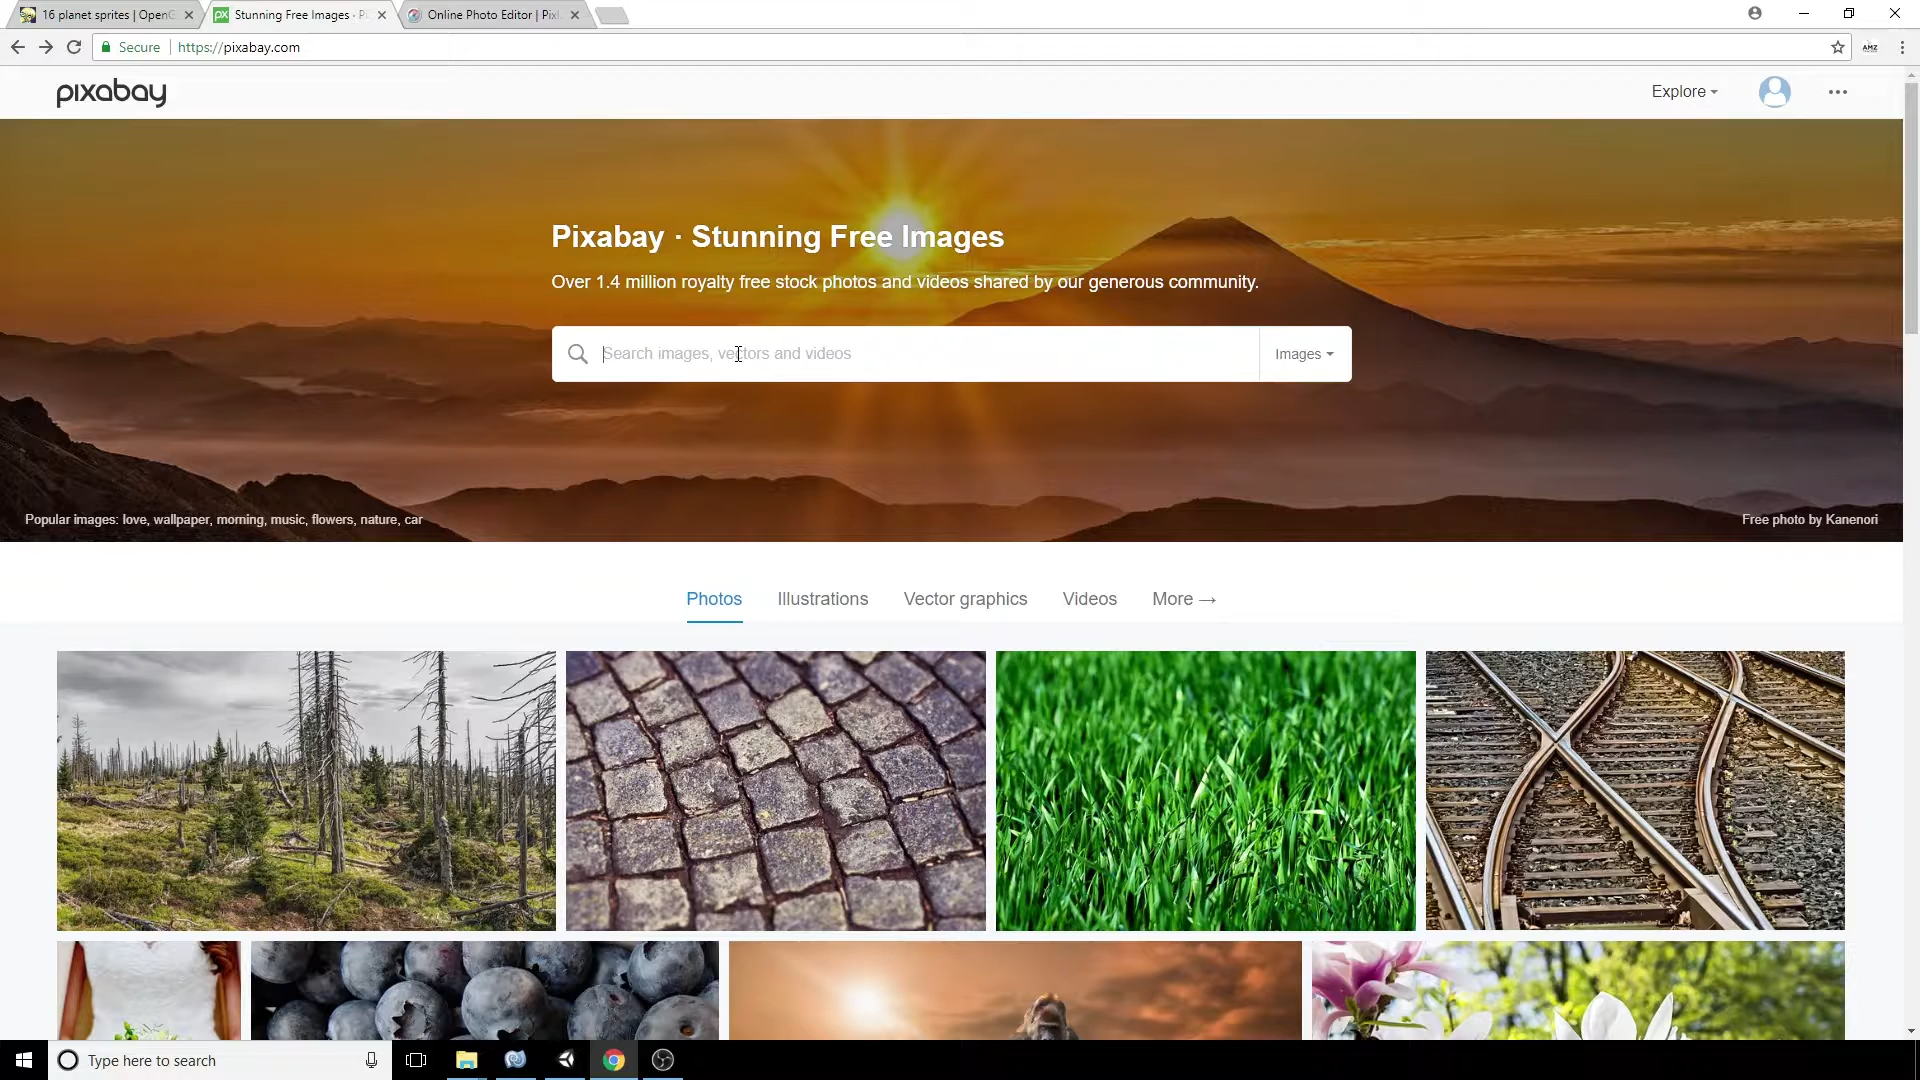 16 planet sprites | OpenG
Stunning Free Images · P
Online Photo Editor | Pixl
Secure
https://pixabay.com
AMZ
pixabay
Explore
Pixabay · Stunning Free Images
Over 1.4 million royalty free stock photos and videos shared by our generous community.
Search images, vectors and videos
Images
Popular images: love, wallpaper, morning, music, flowers, nature, car
Free photo by Kanenori
Photos
Illustrations
Vector graphics
Videos
More →
Type here to search